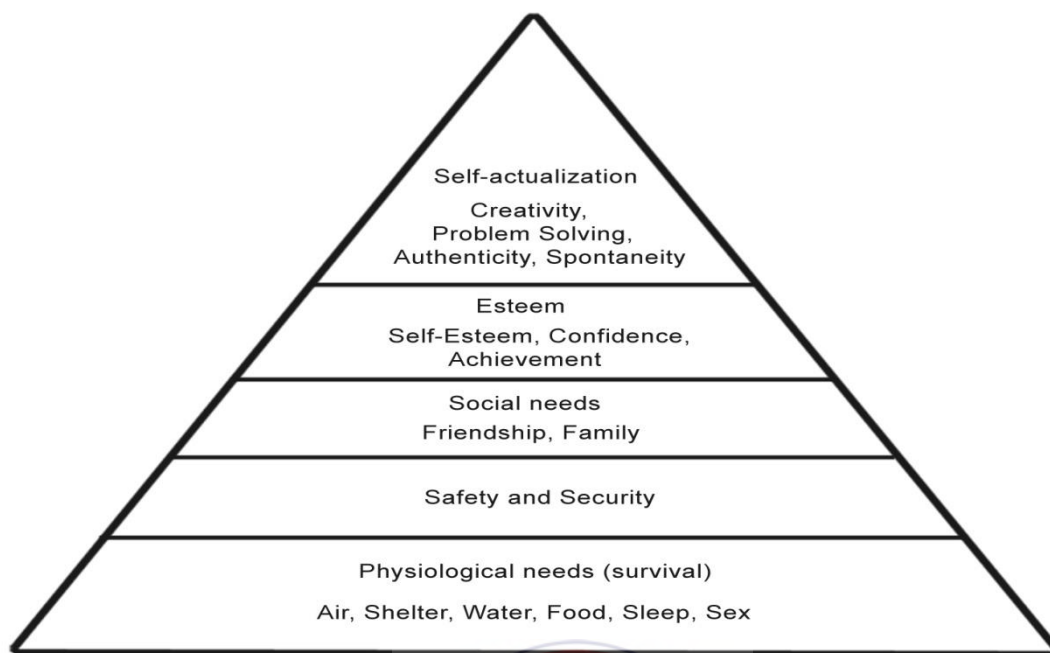 Self-actualization
Creativity,
Problem Solving,
Authenticity, Spontaneity
Esteem
Self-Esteem, Confidence,
Achievement
Social needs
Friendship, Family
Safety and Security
Physiological needs (survival)
Air, Shelter, Water, Food, Sleep, Sex